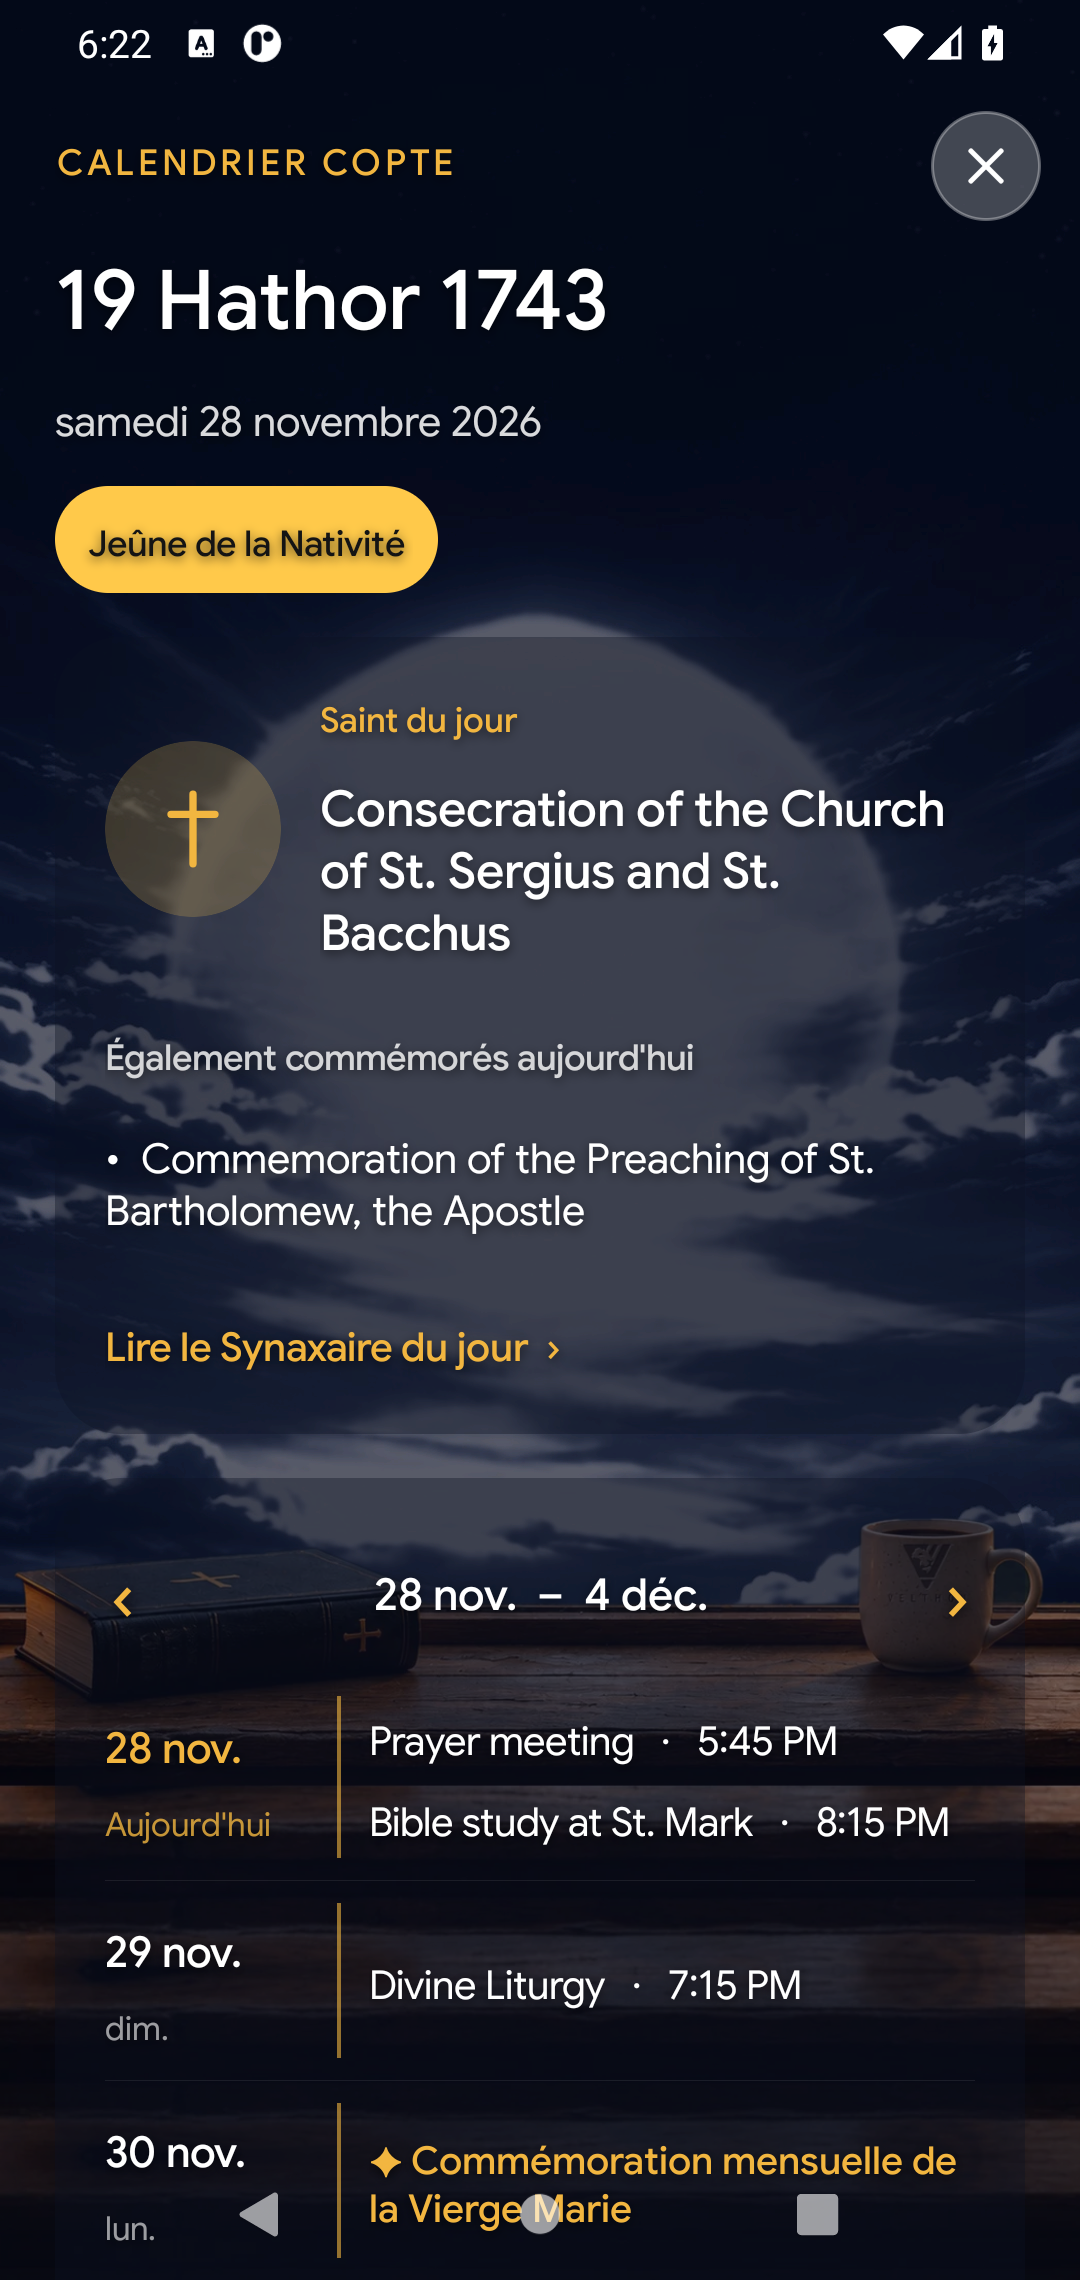 6:22
CALENDRIER COPTE
19 Hathor 1743
samedi 28 novembre 2026
Jeûne de la Nativité
Saint du jour
Consecration of the Church
of St. Sergius and St.
Bacchus
Également commémorés aujourd'hui
• Commemoration of the Preaching of St.
Bartholomew, the Apostle
Lire le Synaxaire du jour ›
28 nov. – 4 déc.
28 nov.
Aujourd'hui
Prayer meeting · 5:45 PM
Bible study at St. Mark · 8:15 PM
29 nov.
dim.
Divine Liturgy · 7:15 PM
30 nov.
lun.
✦ Commémoration mensuelle de
la Vierge Marie